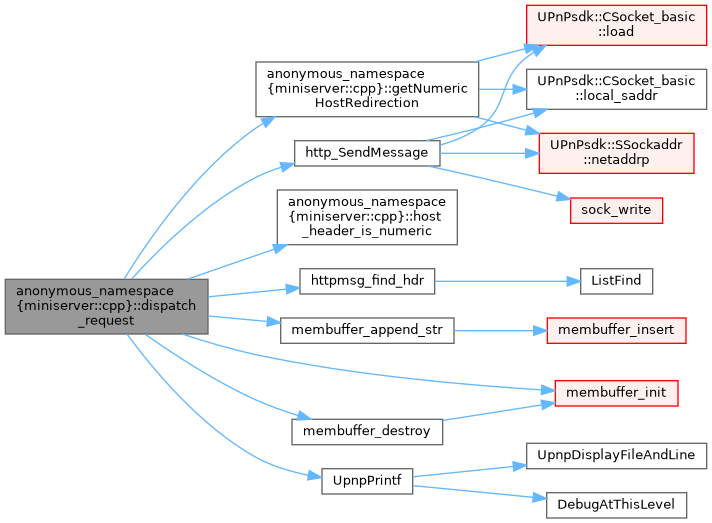 UPnPsdk::CSocket_basic
::load
anonymous_namespace
{miniserver::cpp}::getNumeric
HostRedirection
UPnPsdk::CSocket_basic
::local_saddr
http_SendMessage
UPnPsdk::SSockaddr
::netaddrp
anonymous_namespace
{miniserver::cpp}::host
_header_is_numeric
sock_write
anonymous_namespace
{miniserver::cpp}::dispatch
_request
httpmsg_find_hdr
ListFind
membuffer_append_str
membuffer_insert
membuffer_init
membuffer_destroy
UpnpPrintf
UpnpDisplayFileAndLine
DebugAtThisLevel